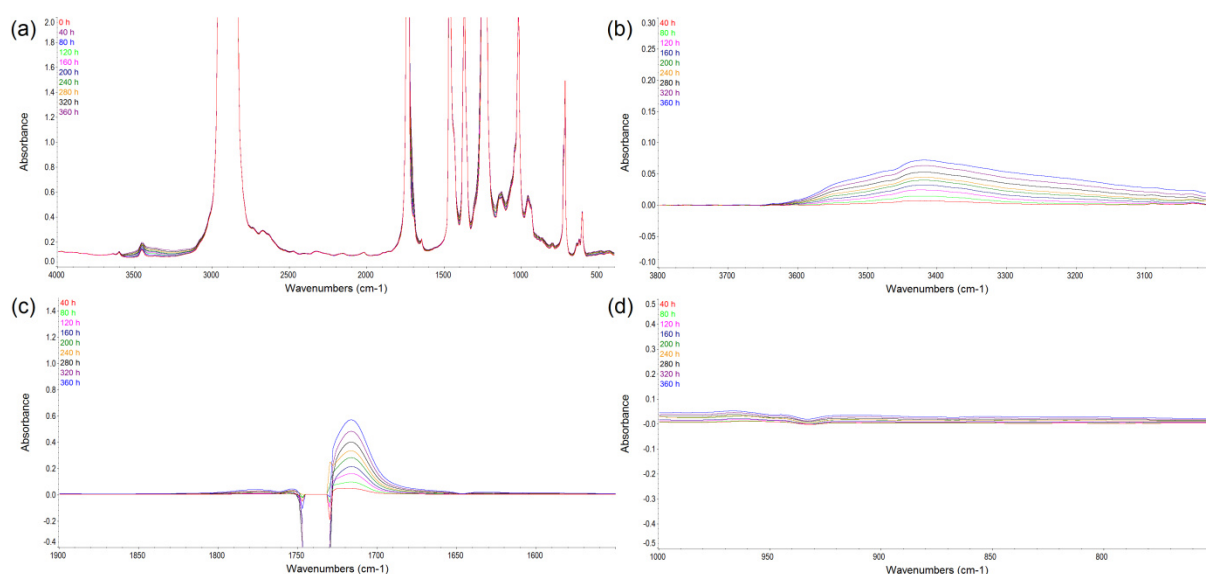 (a)
2.0
1.8
1.6
1.4
1.2
1.0
0.8
0.6
0.4
0.2
0.0
Absorbance
0 h
40 h
80 h
120 h
160 h
200 h
240 h
280 h
320 h
360 h
4000 3500 3000 2500 2000 1500 1000 500
Wavenumbers (cm-1)
(b)
0.30
0.25
0.20
0.15
0.10
0.05
0.00
-0.05
-0.10
Absorbance
40 h
80 h
120 h
160 h
200 h
240 h
280 h
320 h
360 h
3800 3700 3600 3500 3400 3300 3200 3100
Wavenumbers (cm-1)
(c)
1.4
1.2
1.0
0.8
0.6
0.4
0.2
0.0
-0.2
-0.4
Absorbance
40 h
80 h
120 h
160 h
200 h
240 h
280 h
320 h
360 h
1900 1850 1800 1750 1700 1650 1600
Wavenumbers (cm-1)
(d)
0.5
0.4
0.3
0.2
0.1
-0.0
-0.1
-0.2
-0.3
-0.4
-0.5
Absorbance
40 h
80 h
120 h
160 h
200 h
240 h
280 h
320 h
360 h
1000 950 900 850 800
Wavenumbers (cm-1)